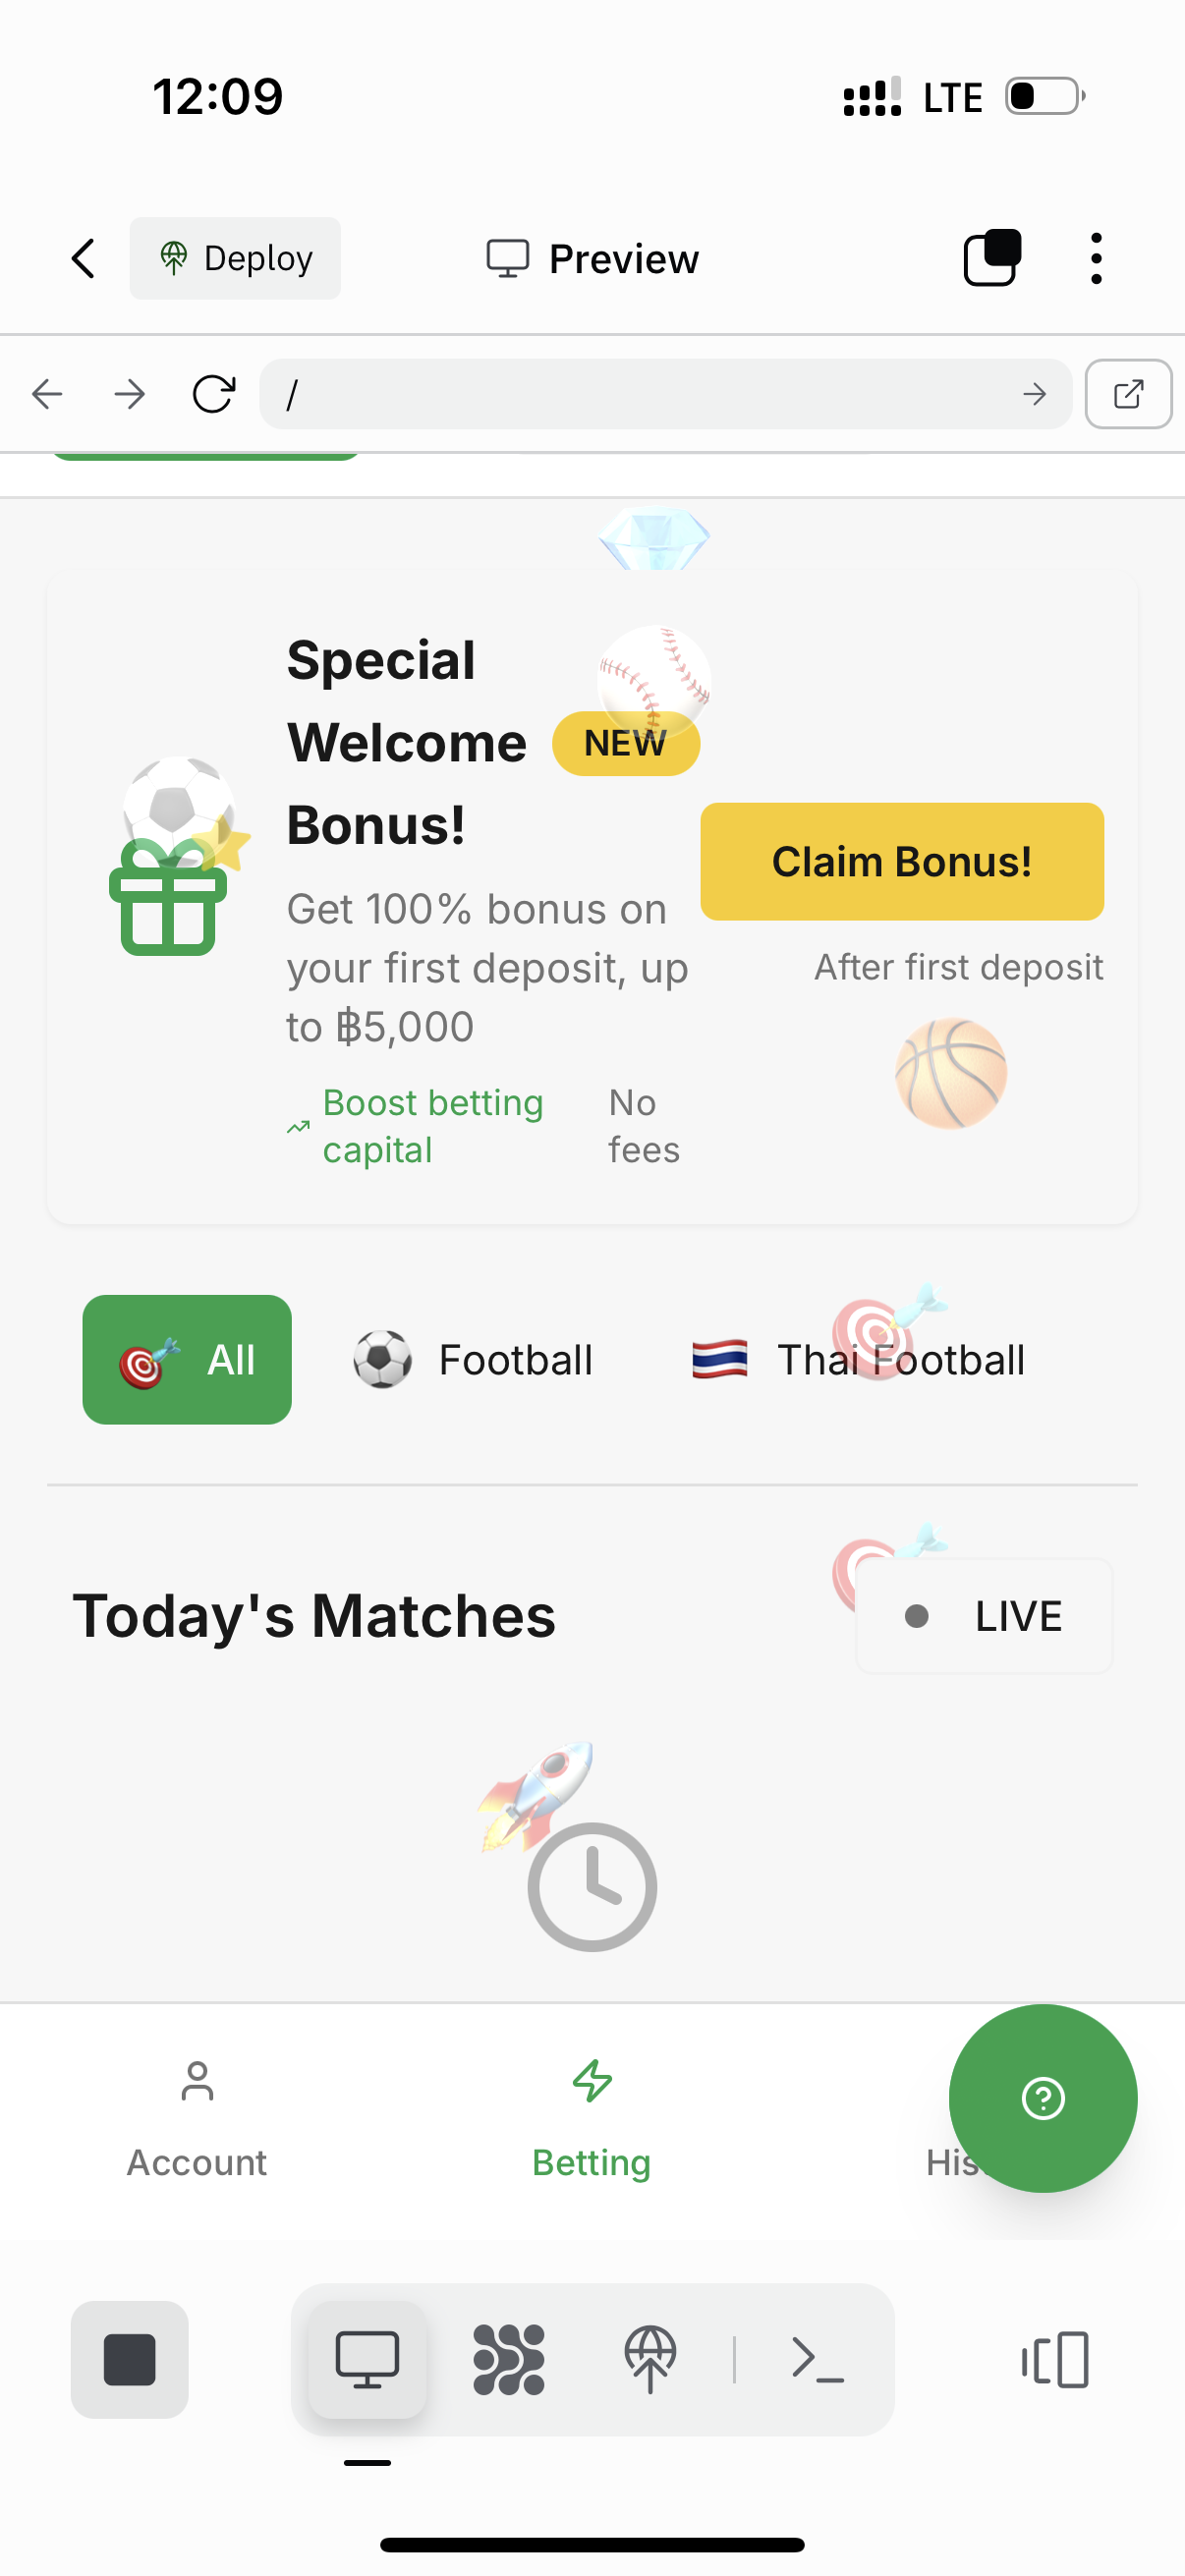 12:09
LTE
Deploy
Preview
/
Special
Welcome
NEW
Bonus!
Get 100% bonus on
your first deposit, up
to ฿5,000
Boost betting
capital
No
fees
Claim Bonus!
After first deposit
All
Football
Thai Football
Today's Matches
LIVE
Account
Betting
His